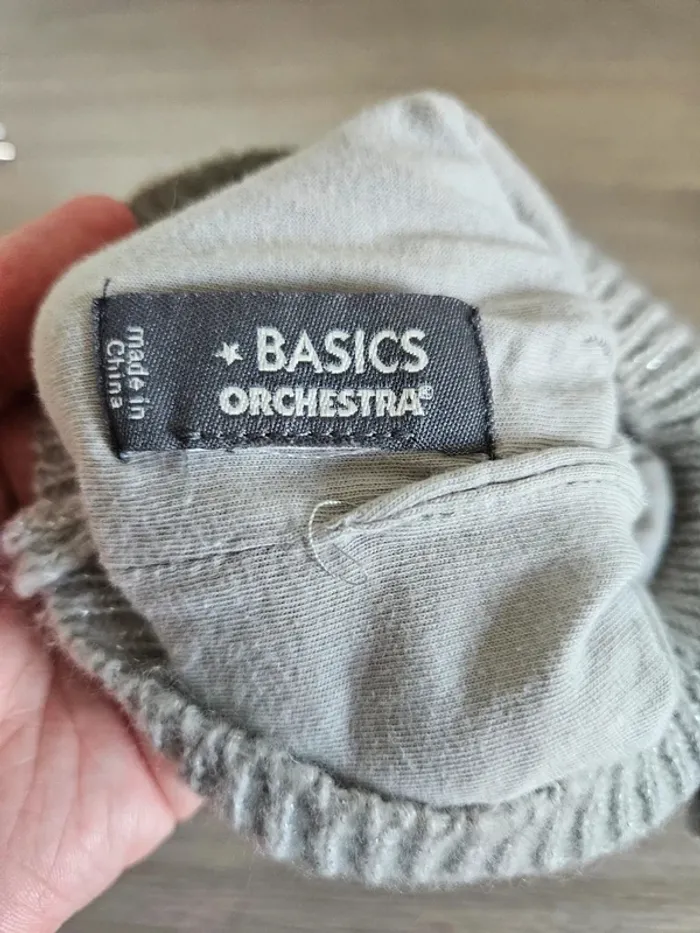 ★ BASICS
ORCHESTRA®
made in
China